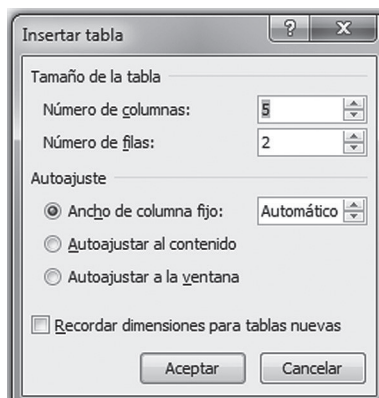 Insertar tabla
Tamaño de la tabla
Número de columnas: 5
Número de filas: 2
Autoajuste
Ancho de columna fijo: Automático
Autoajustar al contenido
Autoajustar a la ventana
Recordar dimensiones para tablas nuevas
Aceptar Cancelar